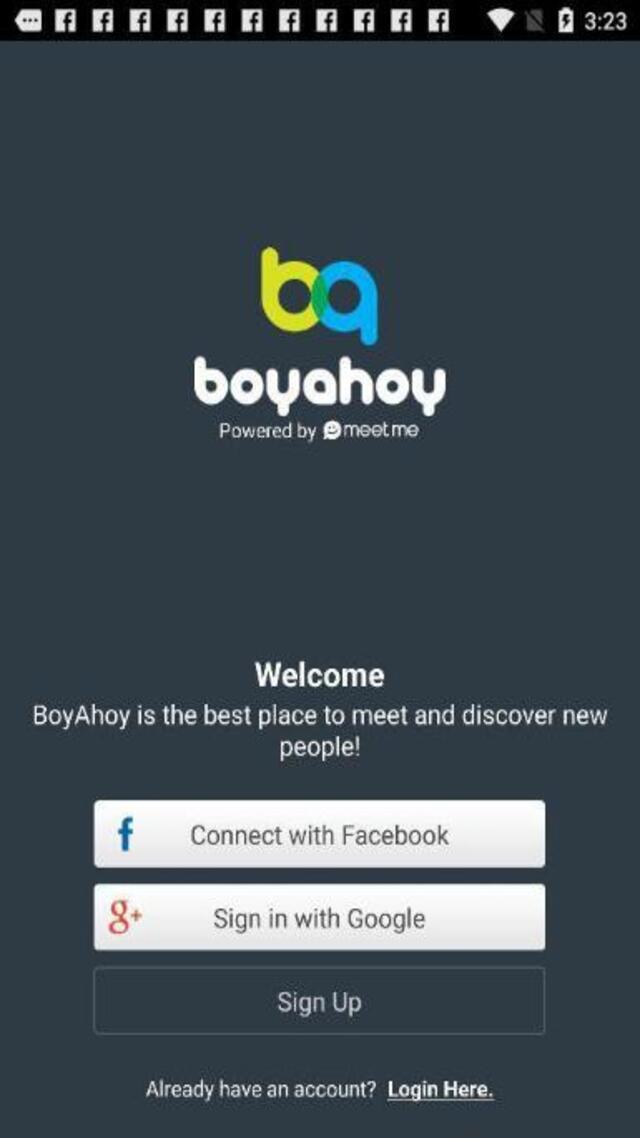 3:23
bq
boyahoy
Powered by meetme
Welcome
BoyAhoy is the best place to meet and discover new
people!
Connect with Facebook
g+ Sign in with Google
Sign Up
Already have an account? Login Here.